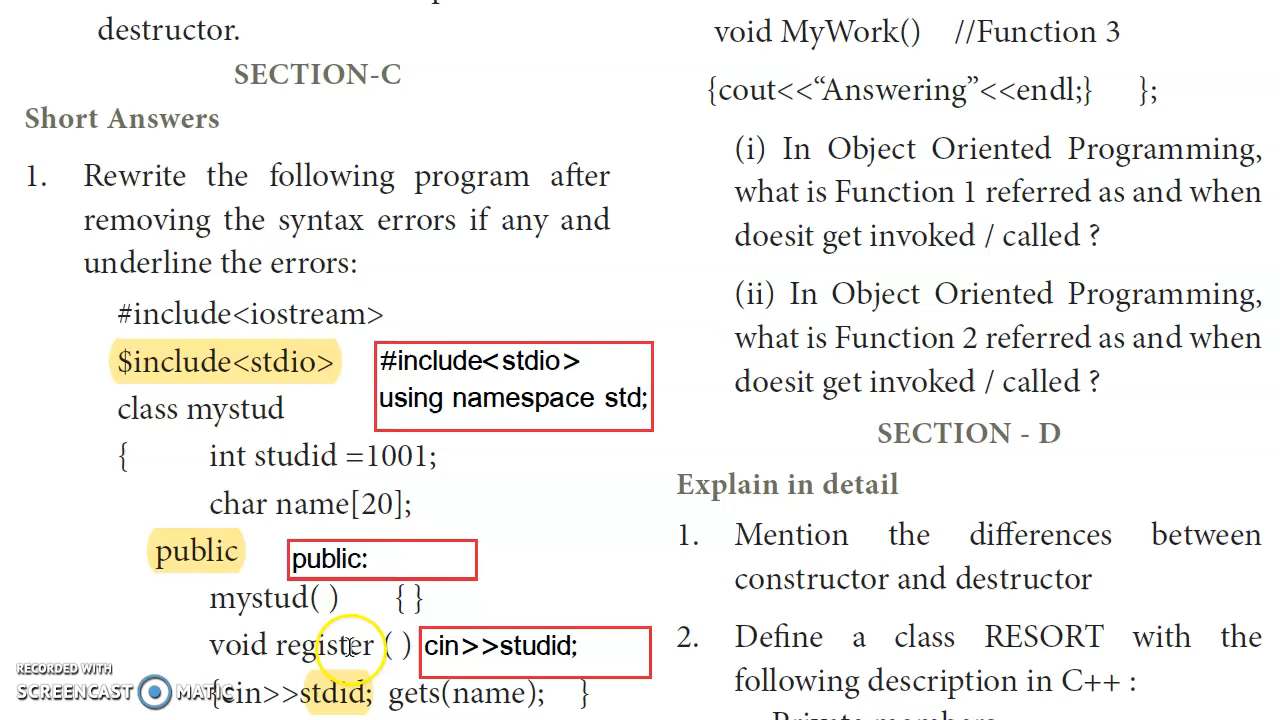 destructor.
SECTION-C
Short Answers
1. Rewrite the following program after
removing the syntax errors if any and
underline the errors:
#include<iostream>
$include<stdio>
#include<stdio>
using namespace std;
class mystud
{ int studid =1001;
char name[20];
public
public:
mystud( ) { }
void register ( )
cin>>studid;
{cin>>stdid; gets(name); }
void MyWork() //Function 3
{cout<<“Answering”<<endl;} };
(i) In Object Oriented Programming,
what is Function 1 referred as and when
doesit get invoked / called ?
(ii) In Object Oriented Programming,
what is Function 2 referred as and when
doesit get invoked / called ?
SECTION - D
Explain in detail
1. Mention the differences between
constructor and destructor
2. Define a class RESORT with the
following description in C++ :
Private members
RECORDED WITH
SCREENCAST MATIC